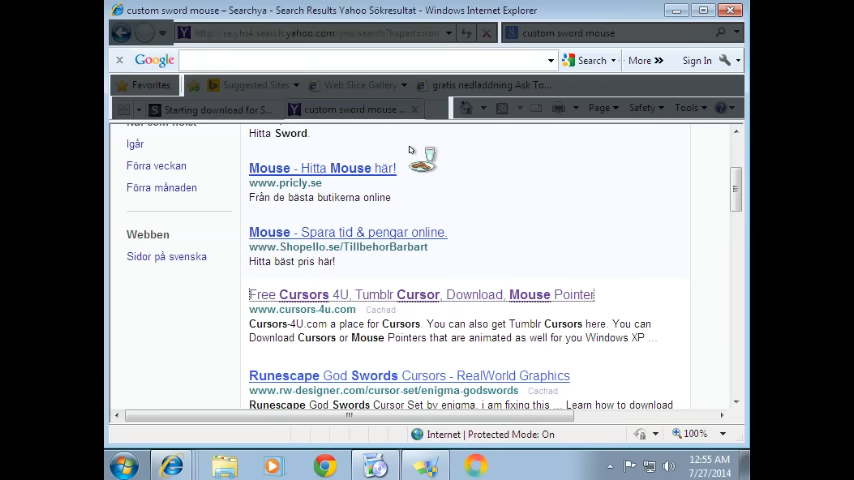 custom sword mouse – Searchya - Search Results Yahoo Sökresultat - Windows Internet Explorer
custom sword mouse
Google
Search
More »
Sign In
Favorites
Suggested Sites
Web Slice Gallery
gratis nedladdning Ask To...
Starting download for S...
custom sword mouse ...
Page
Safety
Tools
Hitta Sword.
Igår
Förra veckan
Förra månaden
Webben
Sidor på svenska
Mouse - Hitta Mouse här!
www.pricly.se
Från de bästa butikerna online
Mouse - Spara tid & pengar online.
www.Shopello.se/TillbehorBarbart
Hitta bäst pris här!
Free Cursors 4U, Tumblr Cursor, Download, Mouse Pointer
www.cursors-4u.com Cachad
Cursors-4U.com a place for Cursors. You can also get Tumblr Cursors here. You can
Download Cursors or Mouse Pointers that are animated as well for you Windows XP ...
Runescape God Swords Cursors - RealWorld Graphics
www.rw-designer.com/cursor-set/enigma-godswords Cachad
Runescape God Swords Cursor Set by enigma. i am fixing this ... Learn how to download
Internet | Protected Mode: On
100%
12:55 AM
7/27/2014